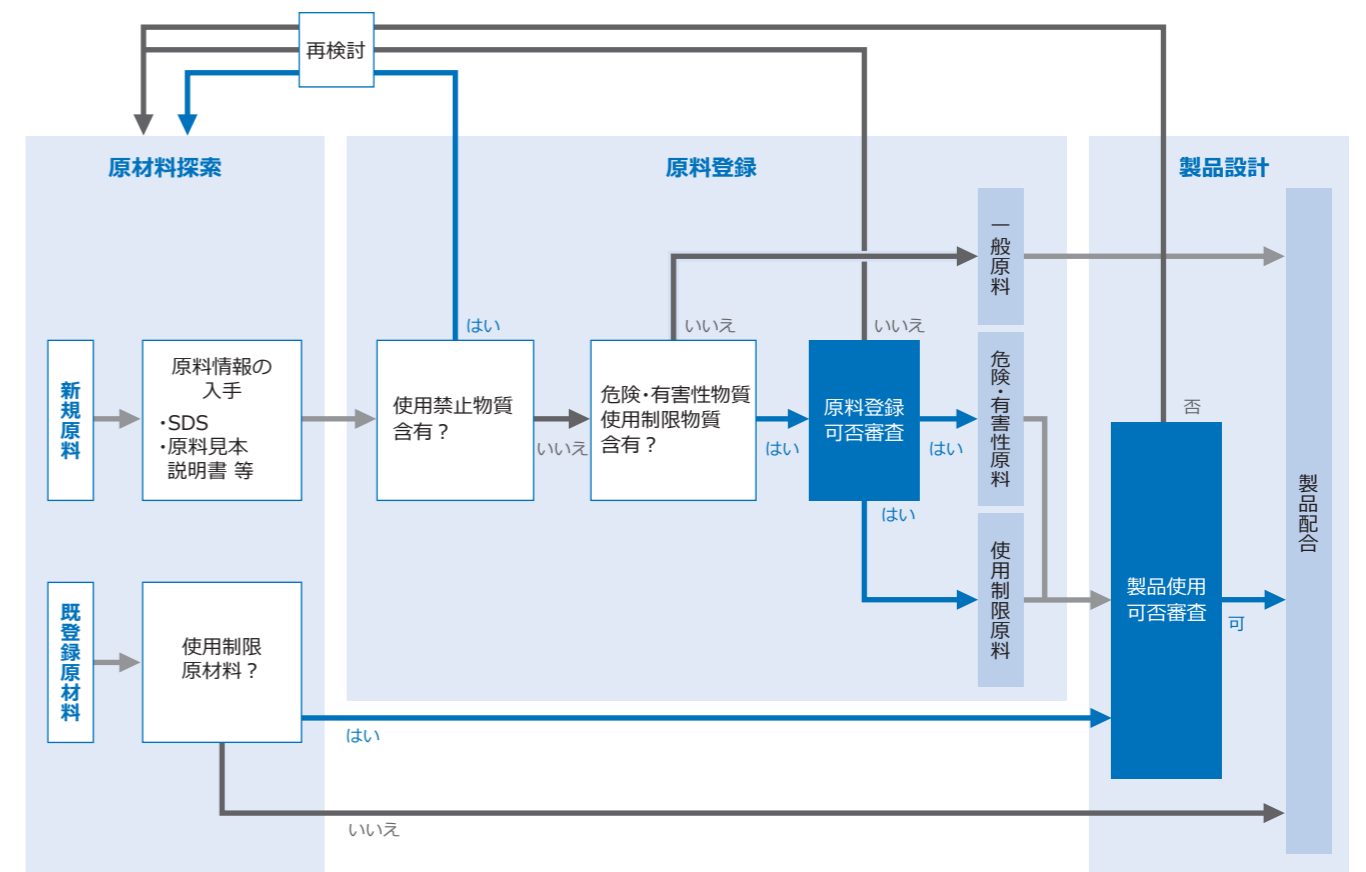 再検討
原材料探索
原料登録
製品設計
新規原料
原料情報の
入手
・SDS
・原料見本
説明書 等
はい
使用禁止物質
含有？
いいえ
いいえ
危険・有害性物質
使用制限物質
含有？
はい
いいえ
原料登録
可否審査
はい
はい
一般原料
危険・有害性原料
使用制限原料
否
製品使用
可否審査
可
製品配合
既登録原材料
使用制限
原材料？
はい
いいえ